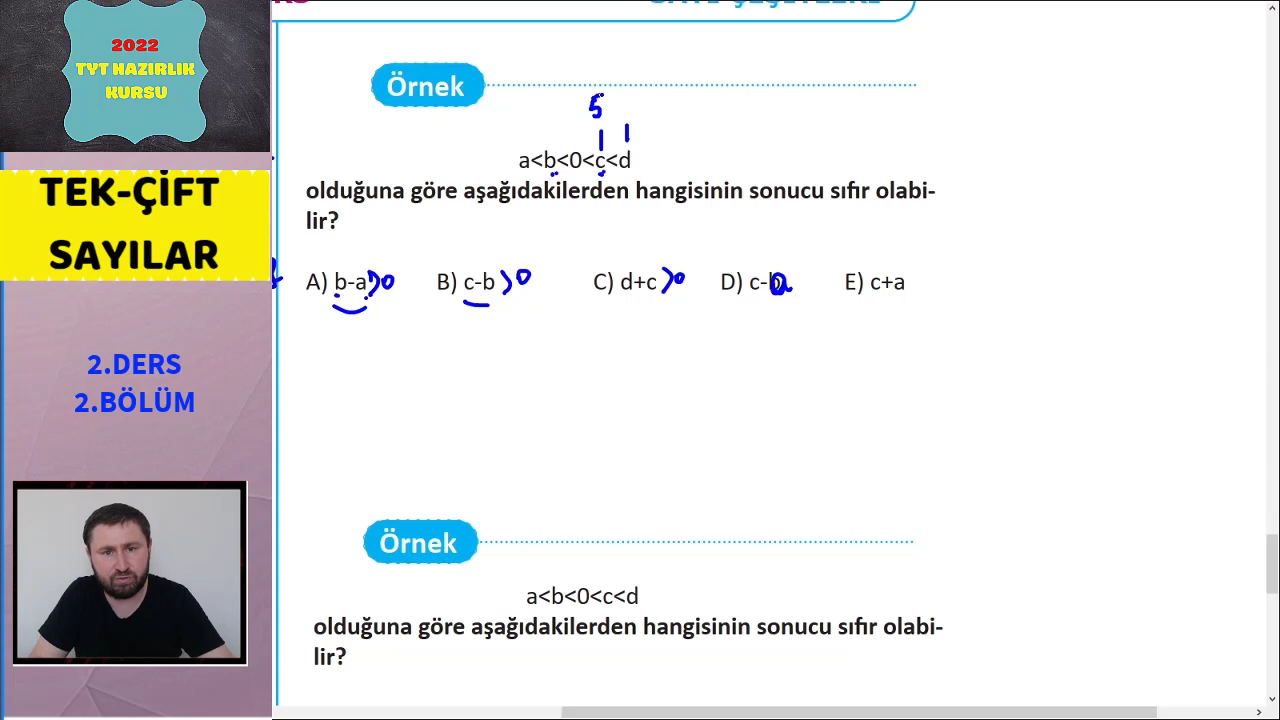 2022
TYT HAZIRLIK
KURSU
TEK-ÇİFT
SAYILAR
2.DERS
2.BÖLÜM
Örnek
5
a<b<0<c<d
olduğuna göre aşağıdakilerden hangisinin sonucu sıfır olabi-
lir?
A) b-a >0 B) c-b >0 C) d+c >0 D) c-a E) c+a
Örnek
a<b<0<c<d
olduğuna göre aşağıdakilerden hangisinin sonucu sıfır olabi-
lir?